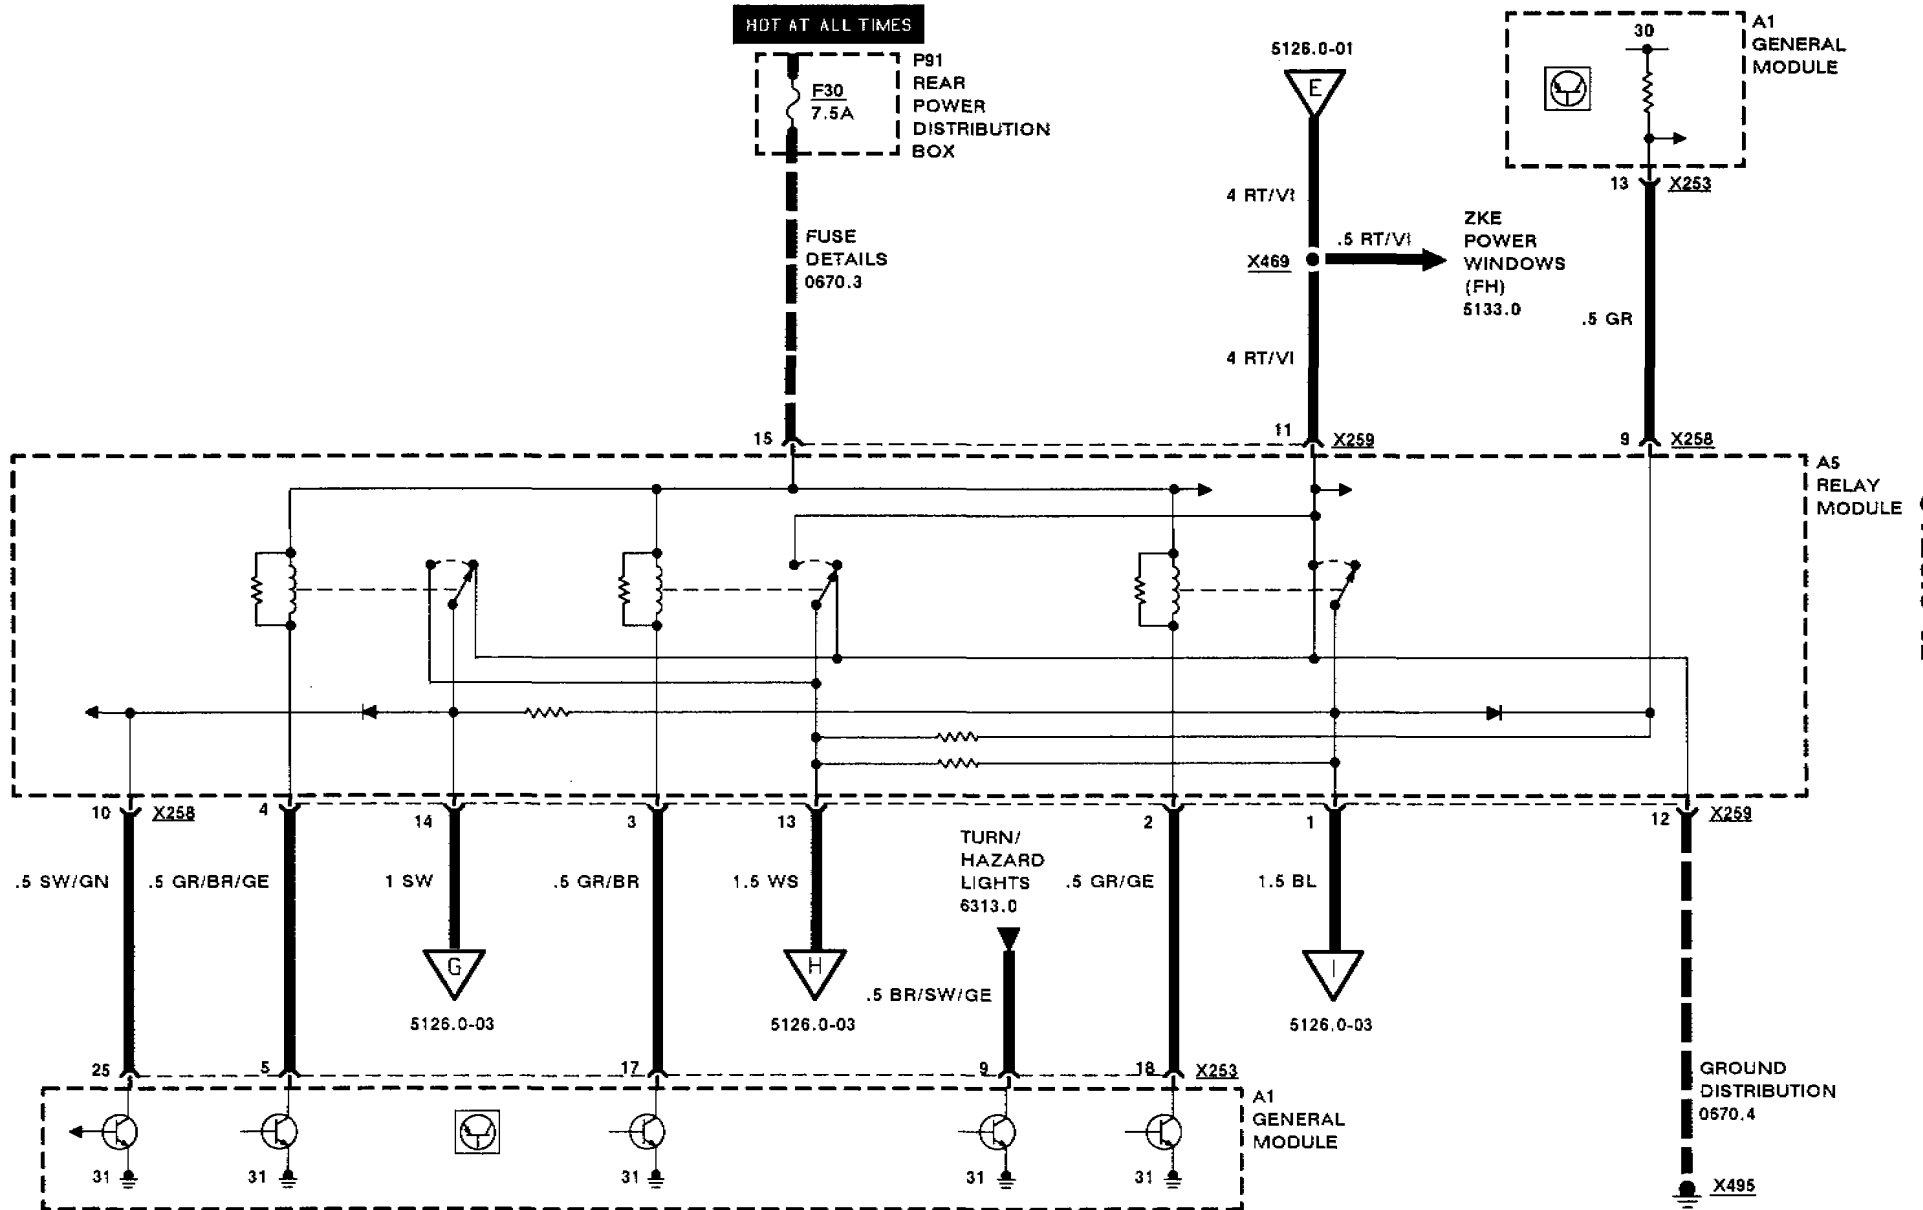 HOT AT ALL TIMES
P91
REAR
POWER
DISTRIBUTION
BOX
F30
7.5A
5126.0-01
E
30
A1
GENERAL
MODULE
13 X253
4 RT/VI
FUSE
DETAILS
0670.3
X469
.5 RT/VI
ZKE
POWER
WINDOWS
(FH)
5133.0
.5 GR
4 RT/VI
15
11 X259
9 X258
A5
RELAY
MODULE
10 X258
4
14
3
13
2
1
12 X259
.5 SW/GN
.5 GR/BR/GE
1 SW
.5 GR/BR
1.5 WS
TURN/
HAZARD
LIGHTS
6313.0
.5 GR/GE
1.5 BL
G
H
I
.5 BR/SW/GE
5126.0-03
5126.0-03
5126.0-03
25
5
17
9
18 X253
A1
GENERAL
MODULE
GROUND
DISTRIBUTION
0670.4
31
31
31
31
31
X495